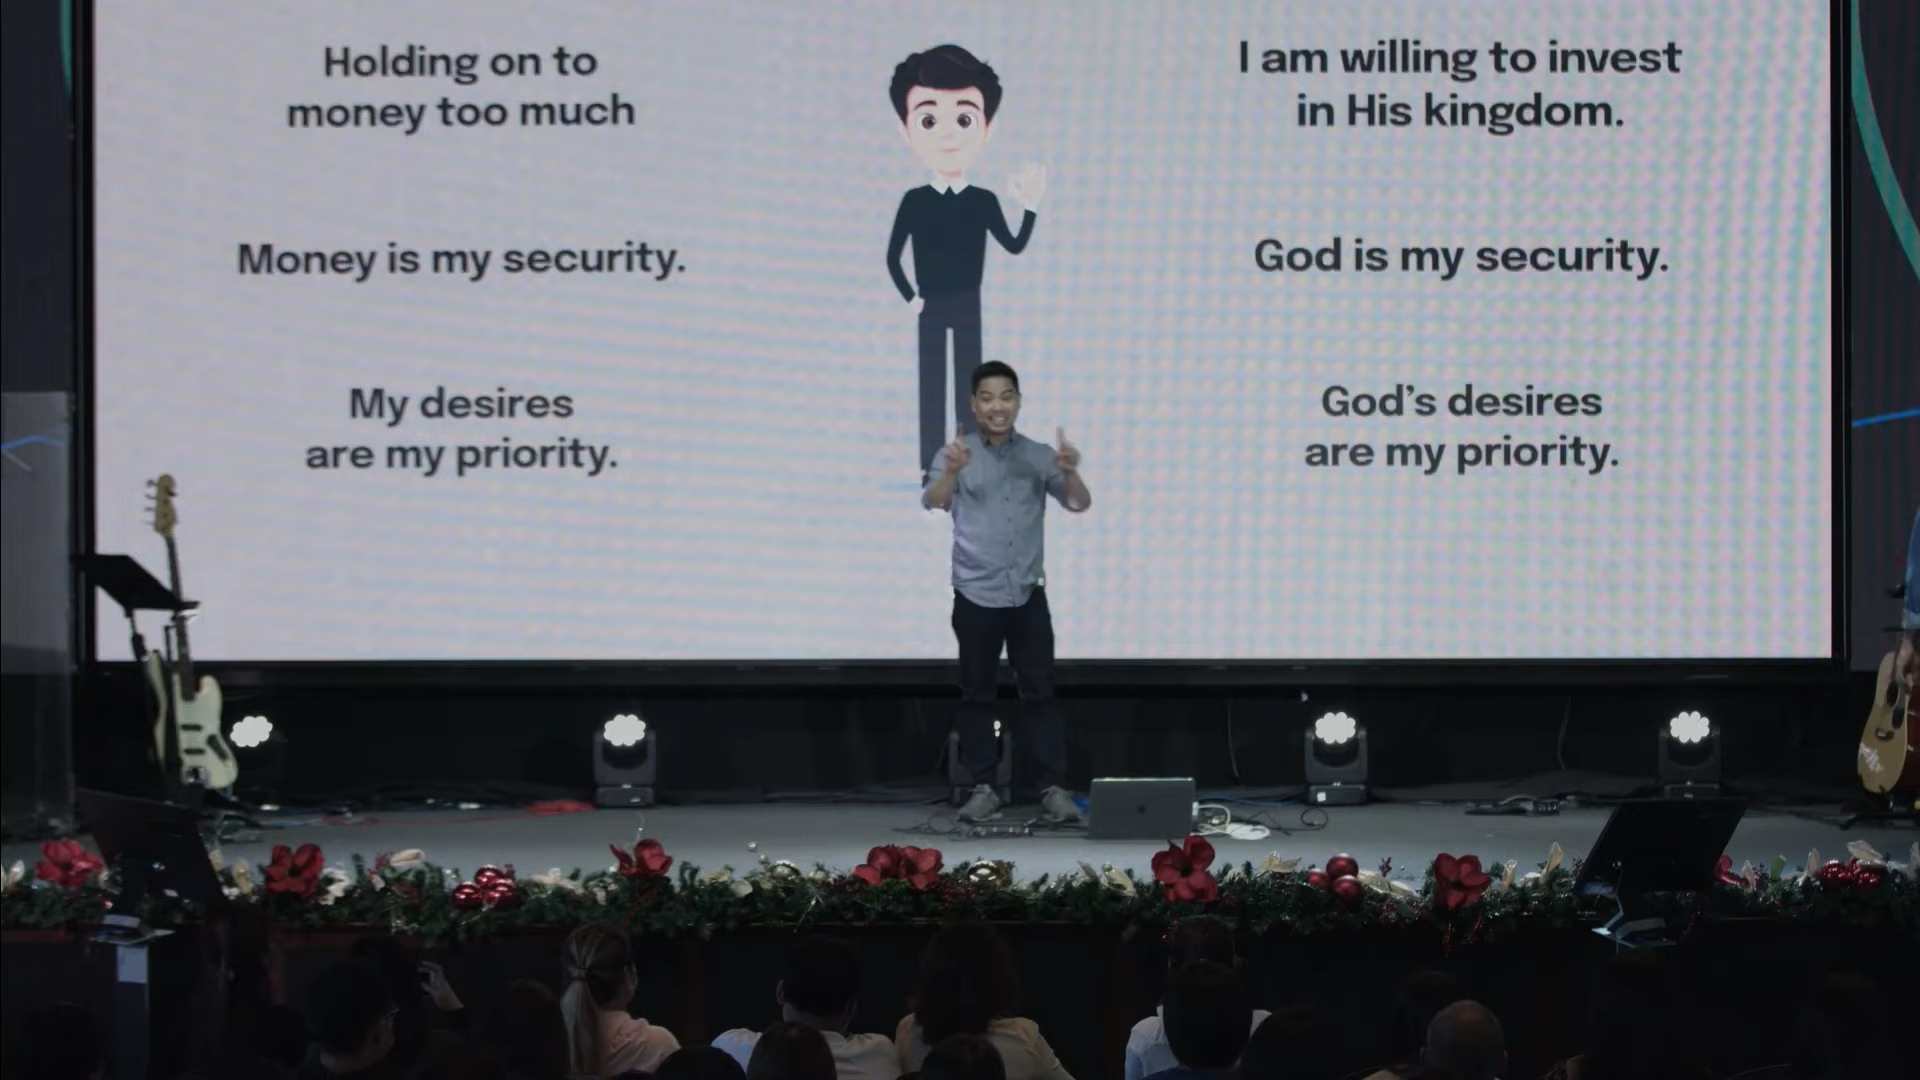 Holding on to
money too much
Money is my security.
My desires
are my priority.
I am willing to invest
in His kingdom.
God is my security.
God’s desires
are my priority.